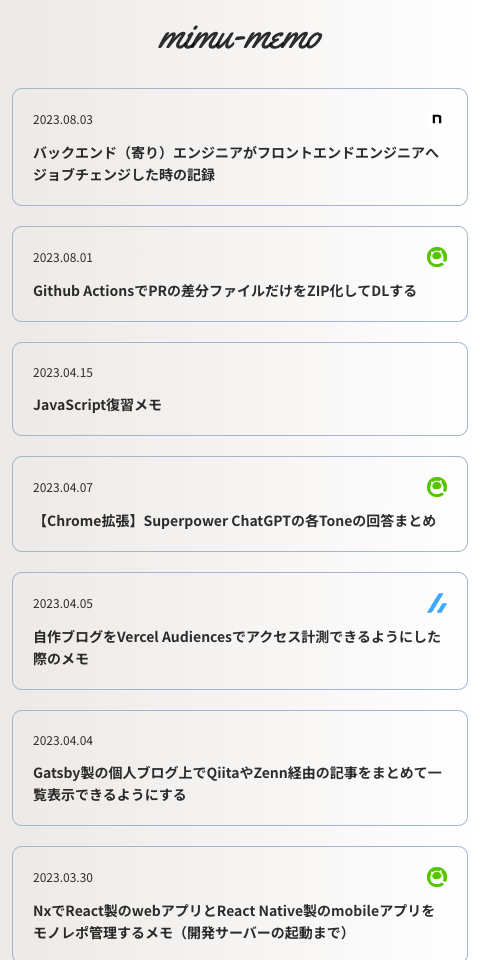 mimu-memo
2023.08.03
n
バックエンド（寄り）エンジニアがフロントエンドエンジニアへ
ジョブチェンジした時の記録
2023.08.01
Github ActionsでPRの差分ファイルだけをZIP化してDLする
2023.04.15
JavaScript復習メモ
2023.04.07
【Chrome拡張】Superpower ChatGPTの各Toneの回答まとめ
2023.04.05
自作ブログをVercel Audiencesでアクセス計測できるようにした
際のメモ
2023.04.04
Gatsby製の個人ブログ上でQiitaやZenn経由の記事をまとめて一
覧表示できるようにする
2023.03.30
NxでReact製のwebアプリとReact Native製のmobileアプリを
モノレポ管理するメモ（開発サーバーの起動まで）